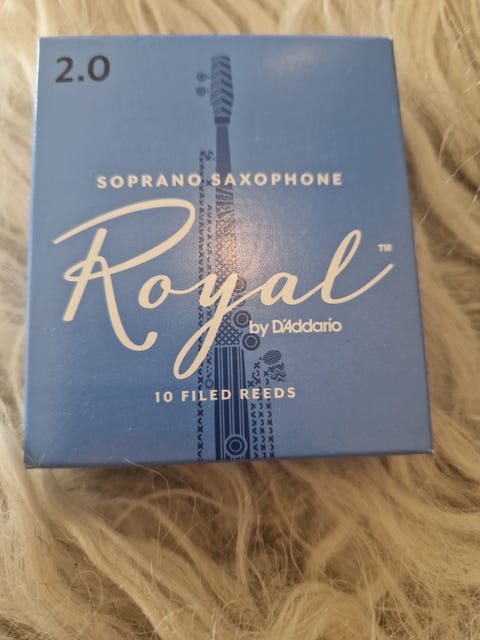 2.0
SOPRANO SAXOPHONE
Royal™
by D'Addario
10 FILED REEDS